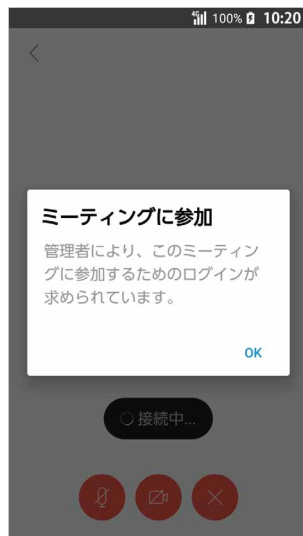 4G 100% 10:20
ミーティングに参加
管理者により、このミーティン
グに参加するためのログインが
求められています。
OK
接続中...